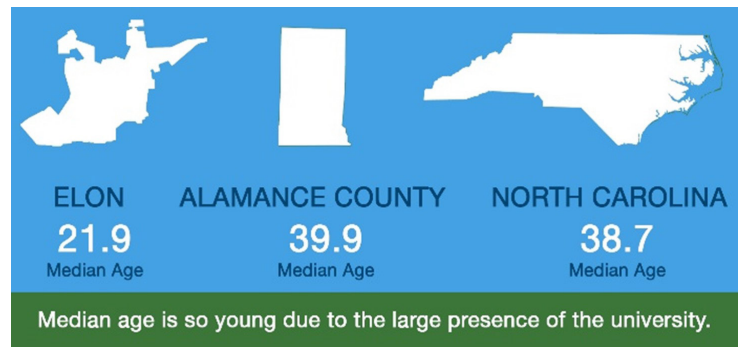 ELON
21.9
Median Age
ALAMANCE COUNTY
39.9
Median Age
NORTH CAROLINA
38.7
Median Age
Median age is so young due to the large presence of the university.